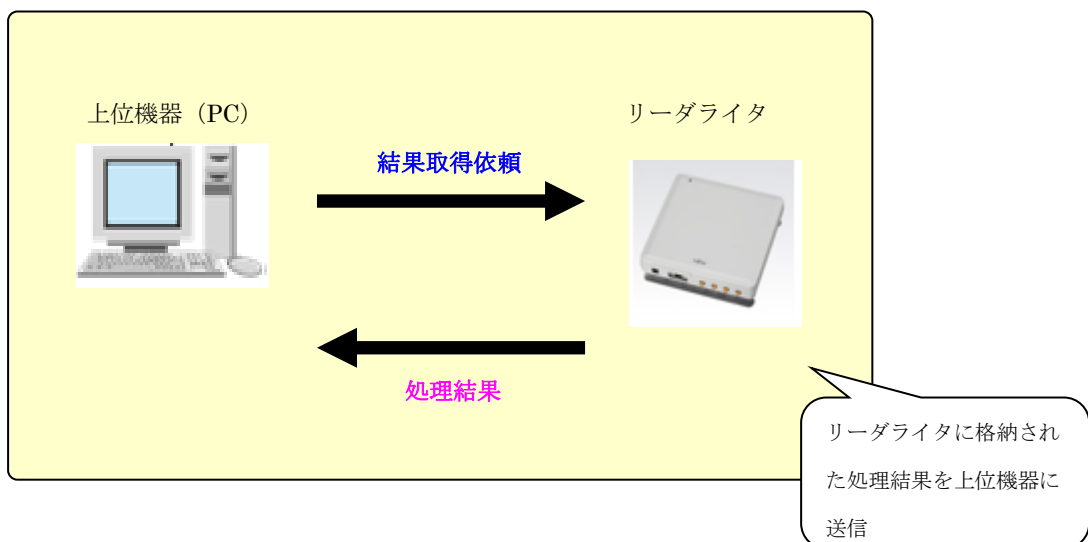 上位機器（PC）
リーダライタ
結果取得依頼
処理結果
リーダライタに格納され
た処理結果を上位機器に
送信